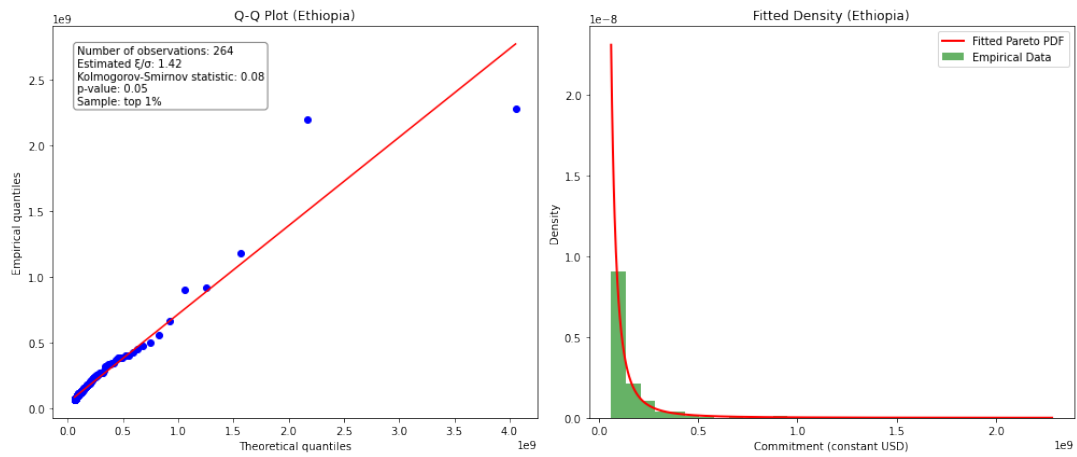 Q-Q Plot (Ethiopia)
1e9
Number of observations: 264
Estimated ξ/σ: 1.42
Kolmogorov-Smirnov statistic: 0.08
p-value: 0.05
Sample: top 1%
2.5
2.0
1.5
1.0
0.5
0.0
Empirical quantiles
0.0 0.5 1.0 1.5 2.0 2.5 3.0 3.5 4.0
Theoretical quantiles
1e9
Fitted Density (Ethiopia)
1e−8
Fitted Pareto PDF
Empirical Data
2.0
1.5
1.0
0.5
0.0
Density
0.0 0.5 1.0 1.5 2.0
Commitment (constant USD)
1e9